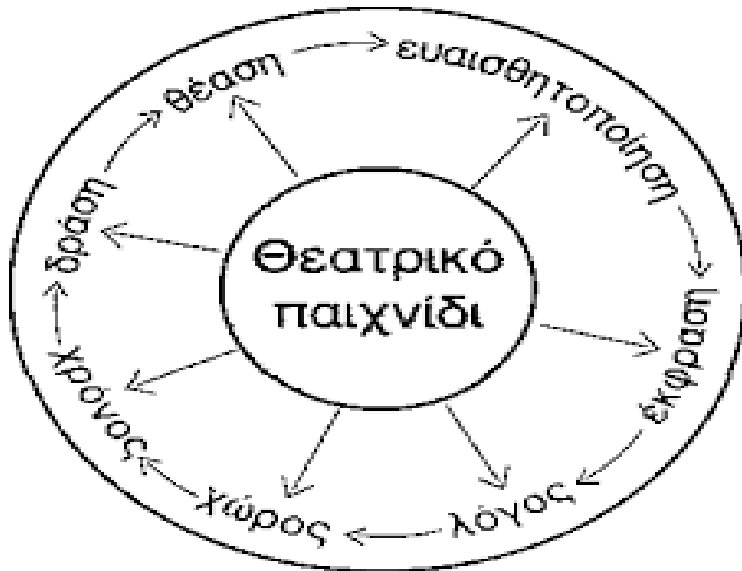 θέαση
ευαισθητοποίηση
έκφραση
λόγος
χώρος
χρόνος
δράση
Θεατρικό
παιχνίδι